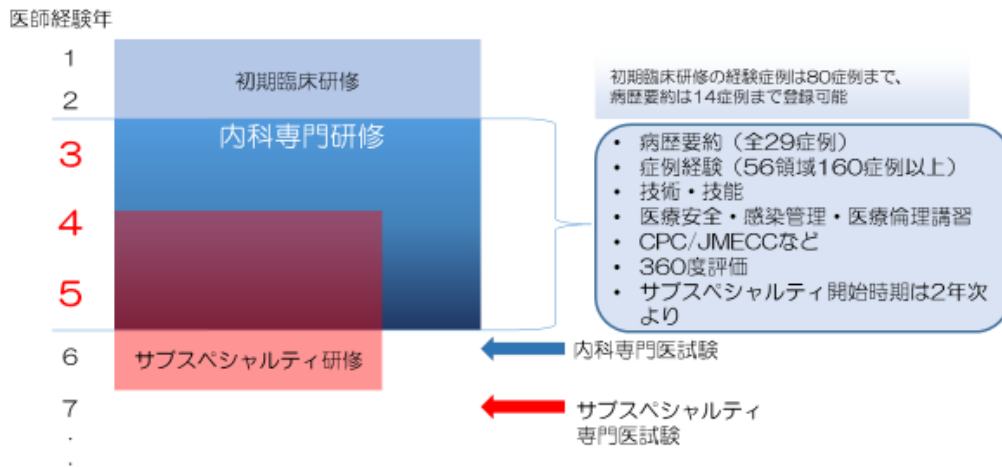 医師経験年
1
2
3
4
5
6
7
.
.
初期臨床研修
内科専門研修
サブスペシャルティ研修
初期臨床研修の経験症例は80症例まで、
病歴要約は14症例まで登録可能
• 病歴要約（全29症例）
• 症例経験（56領域160症例以上）
• 技術・技能
• 医療安全・感染管理・医療倫理講習
• CPC/JMECCなど
• 360度評価
• サブスペシャルティ開始時期は2年次
より
内科専門医試験
サブスペシャルティ
専門医試験